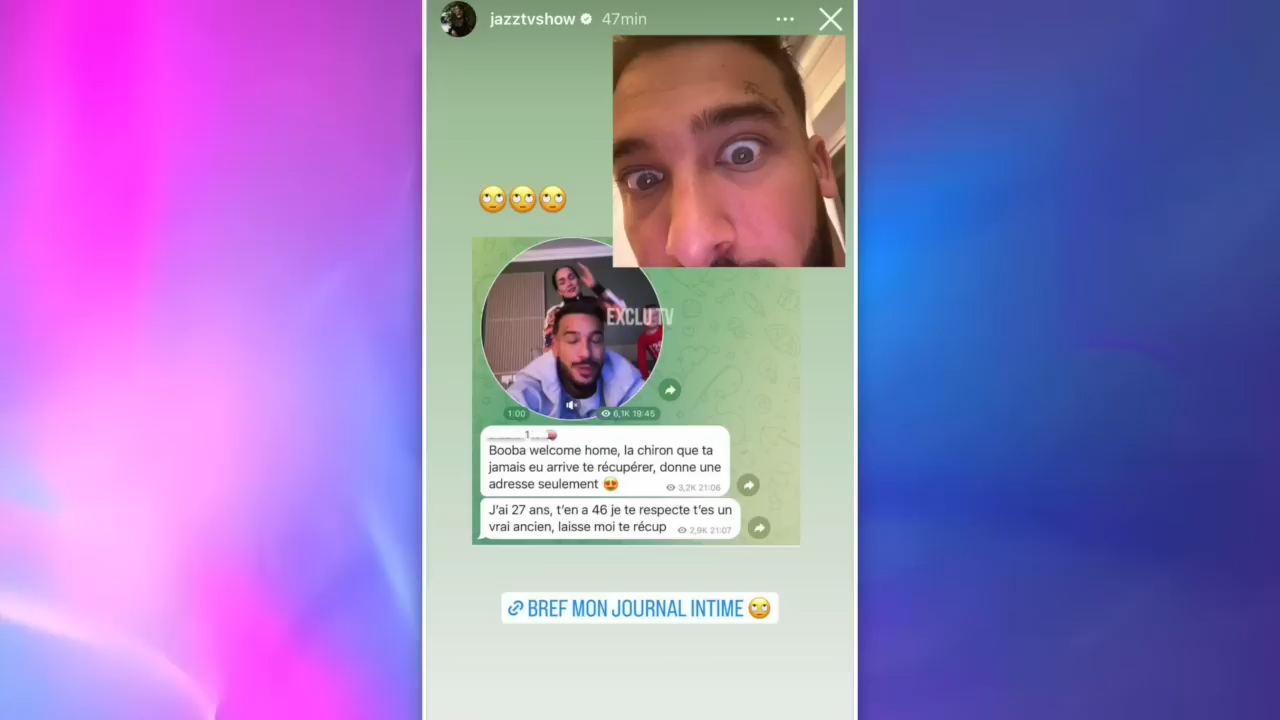 jazztvshow 47min
🙄🙄🙄
EXCLU TV
1:00
6,1K 19:45
Booba welcome home, la chiron que ta
jamais eu arrive te récupérer, donne une
adresse seulement 😍
3,2K 21:06
J'ai 27 ans, t'en a 46 je te respecte t'es un
vrai ancien, laisse moi te récup
2,9K 21:07
BREF MON JOURNAL INTIME 🙄